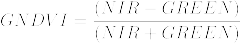 GNDVI = (NIR − GREEN) / (NIR + GREEN)